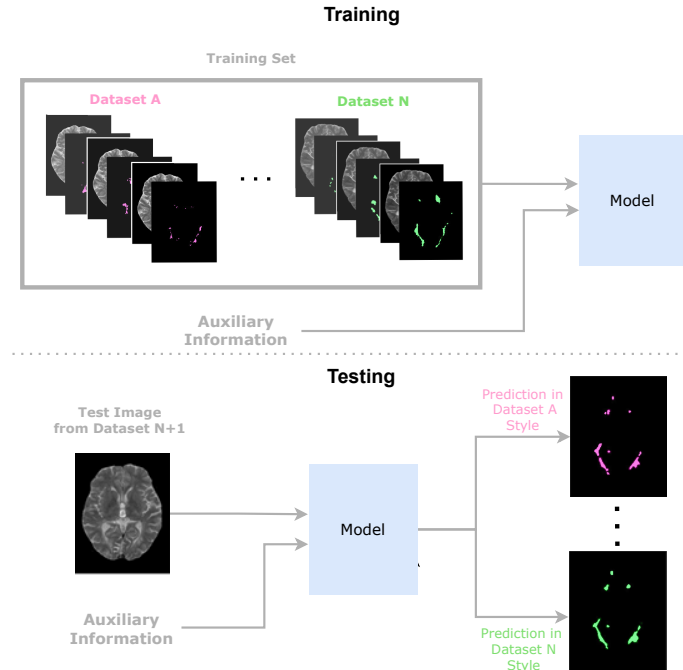 Training
Training Set
Dataset A
Dataset N
...
Model
Auxiliary
Information
Testing
Test Image
from Dataset N+1
Model
Auxiliary
Information
Prediction in
Dataset A
Style
Prediction in
Dataset N
Style